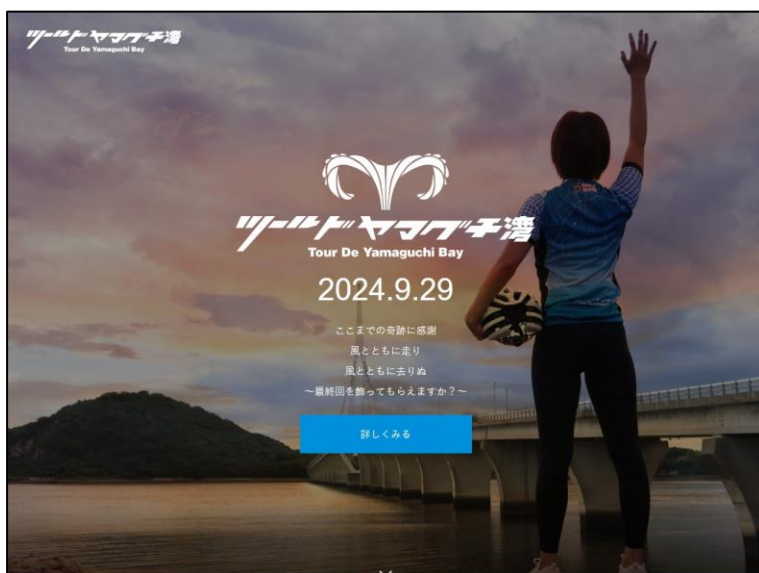 ツール・ド ヤマグチ湾
Tour De Yamaguchi Bay
ツール・ド ヤマグチ湾
Tour De Yamaguchi Bay
2024.9.29
ここまでの奇跡に感謝
風とともに走り
風とともに去りぬ
〜最終回を飾ってもらえますか？〜
詳しくみる